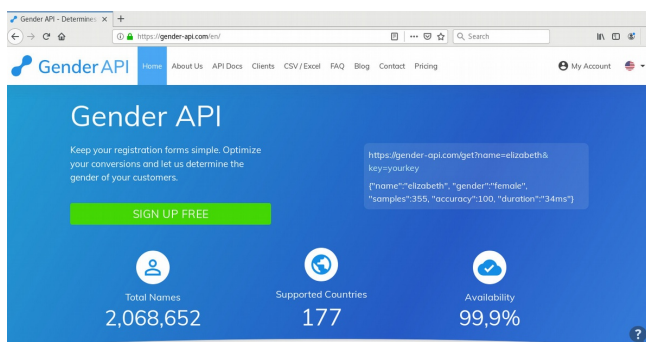 Gender API - Determines
https://gender-api.com/en/
Search
Gender API
Home About Us API Docs Clients CSV / Excel FAQ Blog Contact Pricing
My Account
Gender API
Keep your registration forms simple. Optimize
your conversions and let us determine the
gender of your customers.
SIGN UP FREE
https://gender-api.com/get?name=elizabeth&
key=yourkey
{"name":"elizabeth", "gender":"female",
"samples":355, "accuracy":100, "duration":"34ms"}
Total Names
2,068,652
Supported Countries
177
Availability
99,9%
?